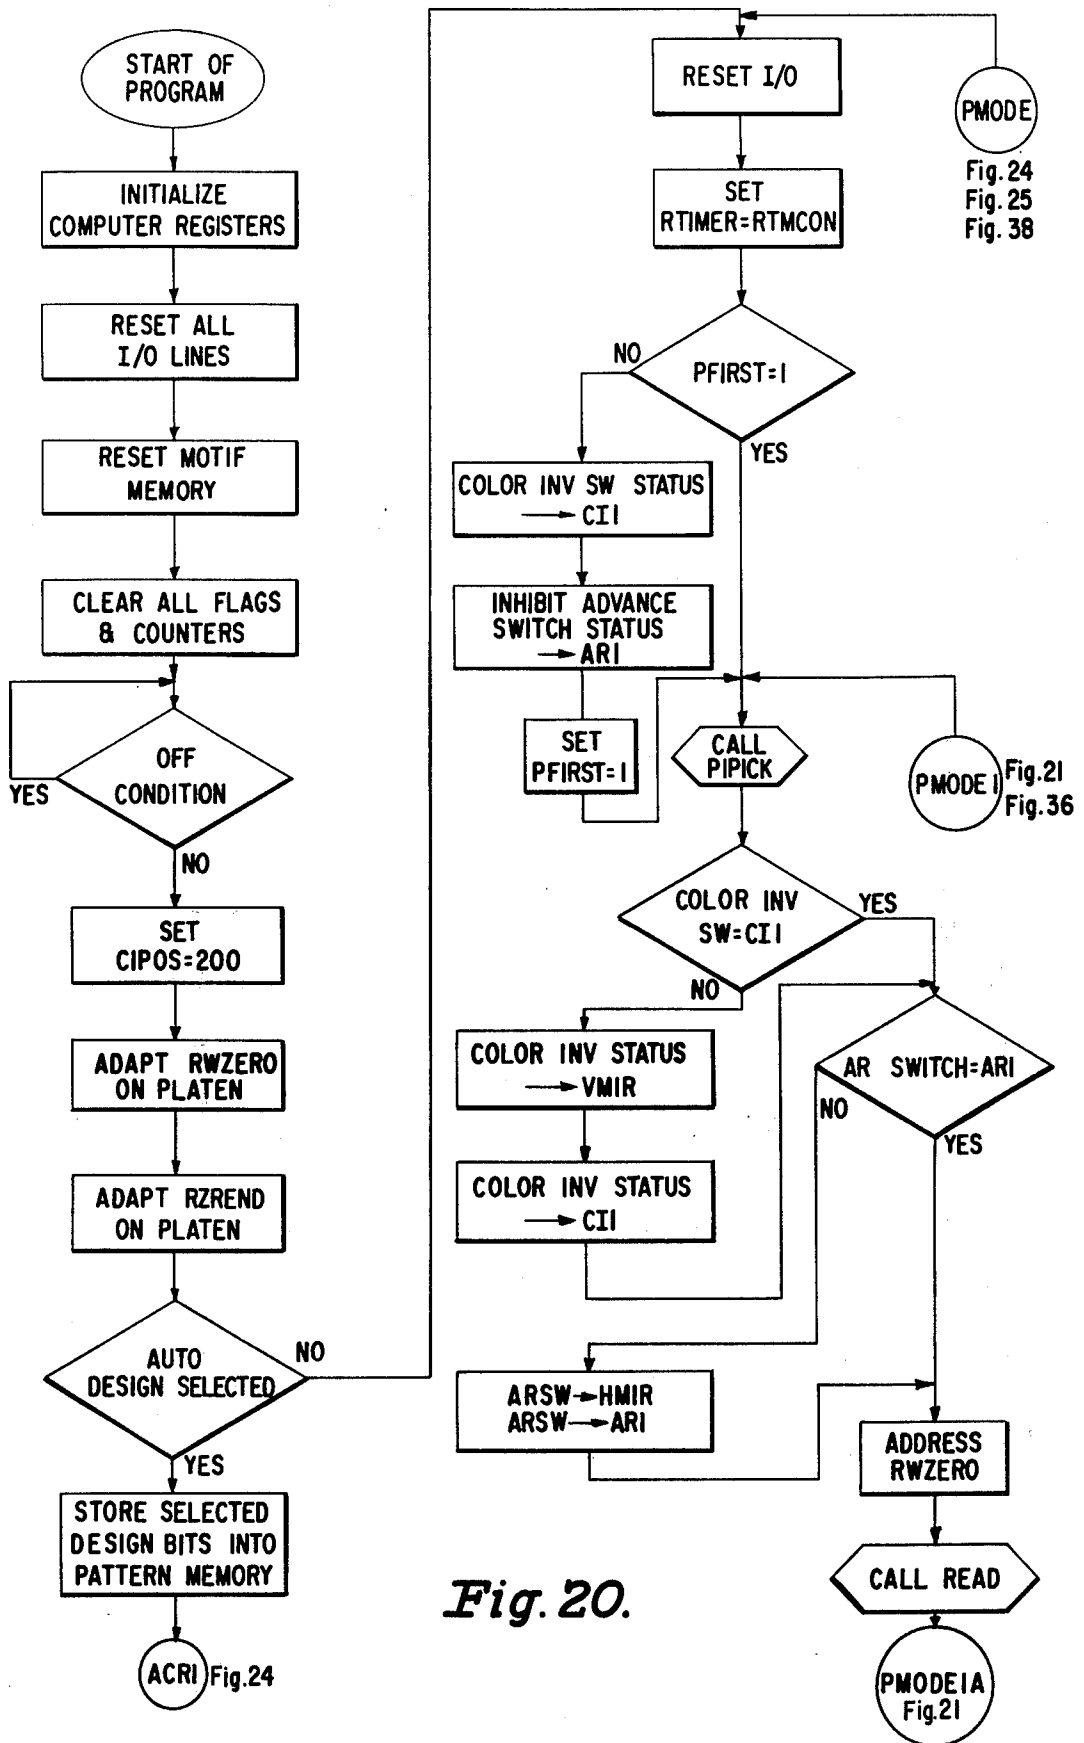 START OF
PROGRAM
INITIALIZE
COMPUTER REGISTERS
RESET ALL
I/O LINES
RESET MOTIF
MEMORY
CLEAR ALL FLAGS
& COUNTERS
OFF
CONDITION
YES
NO
SET
CIPOS=200
ADAPT RWZERO
ON PLATEN
ADAPT RZREND
ON PLATEN
AUTO
DESIGN SELECTED
NO
YES
STORE SELECTED
DESIGN BITS INTO
PATTERN MEMORY
ACR1 Fig.24
RESET I/O
PMODE
Fig.24
Fig.25
Fig.38
SET
RTIMER=RTMCON
PFIRST=1
NO
YES
COLOR INV SW STATUS
→ CI1
INHIBIT ADVANCE
SWITCH STATUS
→ AR1
SET
PFIRST=1
CALL
PIPICK
PMODE 1 Fig.21
Fig.36
COLOR INV
SW=CI1
YES
NO
COLOR INV STATUS
→ VMIR
COLOR INV STATUS
→ CI1
AR SWITCH=AR1
NO
YES
ARSW→HMIR
ARSW→AR1
ADDRESS
RWZERO
CALL READ
PMODE1A
Fig.21
Fig. 20.